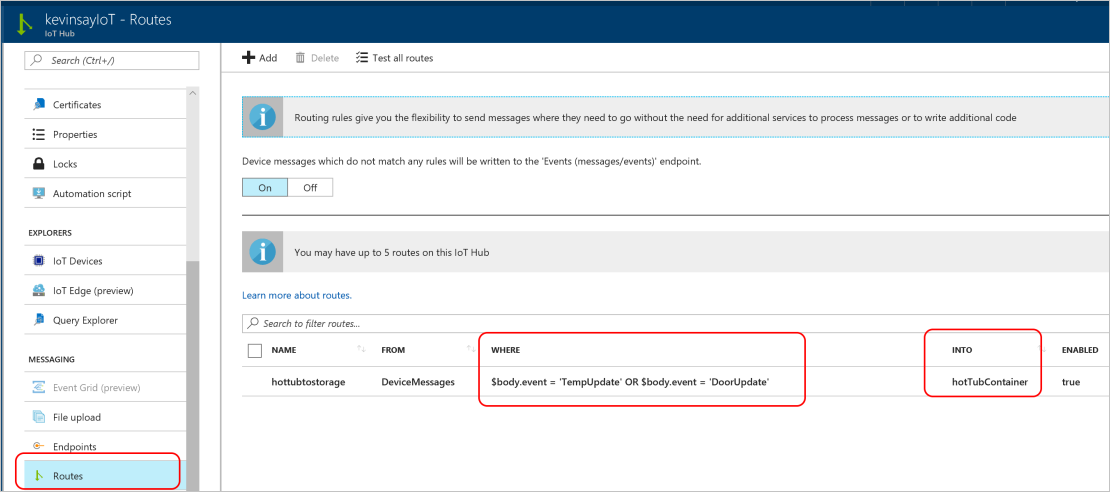 kevinsayIoT - Routes
IoT Hub
Search (Ctrl+/)
Certificates
Properties
Locks
Automation script
EXPLORERS
IoT Devices
IoT Edge (preview)
Query Explorer
MESSAGING
Event Grid (preview)
File upload
Endpoints
Routes
Add Delete Test all routes
Routing rules give you the flexibility to send messages where they need to go without the need for additional services to process messages or to write additional code
Device messages which do not match any rules will be written to the 'Events (messages/events)' endpoint.
On Off
You may have up to 5 routes on this IoT Hub
Learn more about routes.
Search to filter routes...
NAME FROM WHERE INTO ENABLED
hottubtostorage DeviceMessages $body.event = 'TempUpdate' OR $body.event = 'DoorUpdate' hotTubContainer true